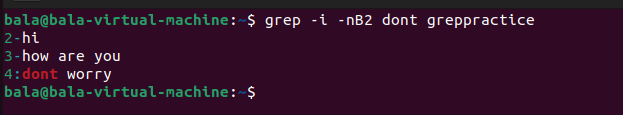 bala@bala-virtual-machine:~$ grep -i -nB2 dont greppractice
2-hi
3-how are you
4:dont worry
bala@bala-virtual-machine:~$